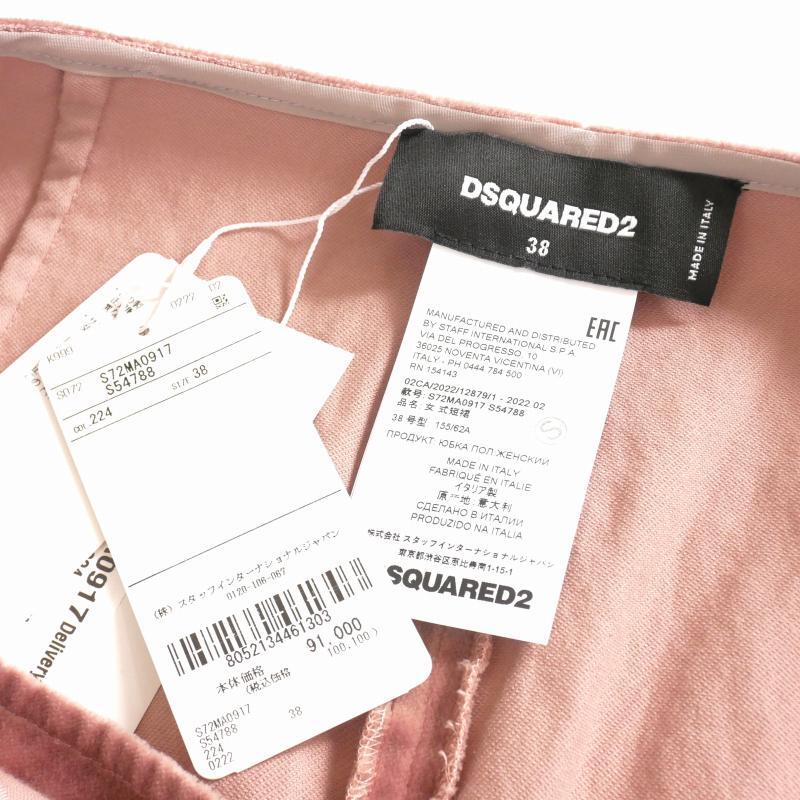 DSQUARED2
38
MADE IN ITALY
MANUFACTURED AND DISTRIBUTED
BY STAFF INTERNATIONAL S.P.A
VIA DEL PROGRESSO 10
36025 NOVENTA VICENTINA (VI)
ITALY - PH 0444 784 500
RN 154143
EAC
02CA/2022/12879/1 - 2022.02
款号: S72MA0917 S54788
品名 女式短裙
38 号型 155/62A
S
ПРОДУКТ: ЮБКА ПОЛ ЖЕНСКИЙ
MADE IN ITALY
FABRIQUÉ EN ITALIE
イタリア製
原产地: 意大利
СДЕЛАНО В ИТАЛИИ
PRODUZIDO NA ITALIA
株式会社 スタッフインターナショナルジャパン
東京都渋谷区恵比寿南1-15-1
SQUARED2
0222 02
K999
S072 S72MA0917
S54788
COL 224 SIZE 38
(株) スタッフインターナショナルジャパン
0120-106-067
8052134461303
本体価格 91,000
(税込価格 100,100)
S72MA0917
S54788
224 38
0222
0917 Delivery